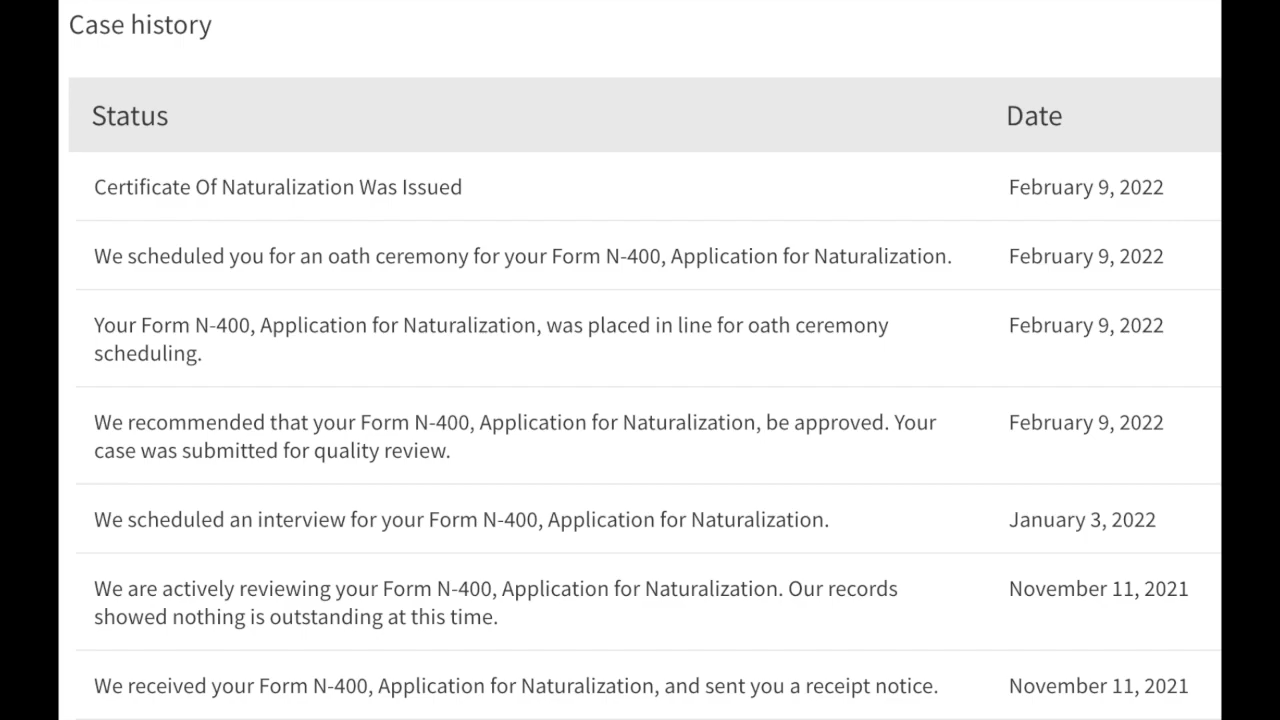 Case history
Status Date
Certificate Of Naturalization Was Issued February 9, 2022
We scheduled you for an oath ceremony for your Form N-400, Application for Naturalization. February 9, 2022
Your Form N-400, Application for Naturalization, was placed in line for oath ceremony February 9, 2022
scheduling.
We recommended that your Form N-400, Application for Naturalization, be approved. Your February 9, 2022
case was submitted for quality review.
We scheduled an interview for your Form N-400, Application for Naturalization. January 3, 2022
We are actively reviewing your Form N-400, Application for Naturalization. Our records November 11, 2021
showed nothing is outstanding at this time.
We received your Form N-400, Application for Naturalization, and sent you a receipt notice. November 11, 2021